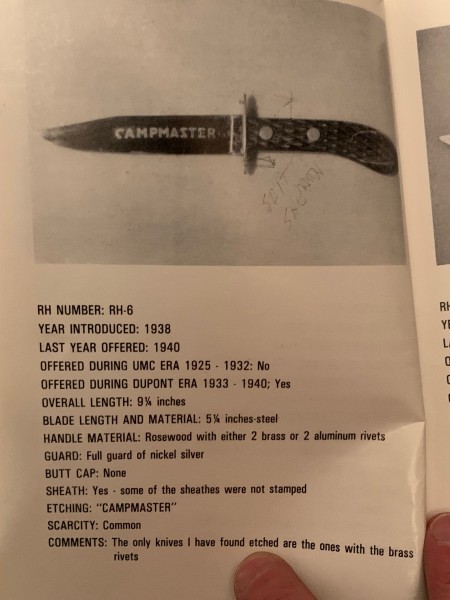 CAMPMASTER
RH NUMBER: RH-6
YEAR INTRODUCED: 1938
LAST YEAR OFFERED: 1940
OFFERED DURING UMC ERA 1925 - 1932: No
OFFERED DURING DUPONT ERA 1933 - 1940; Yes
OVERALL LENGTH: 9¼ inches
BLADE LENGTH AND MATERIAL: 5¼ inches-steel
HANDLE MATERIAL: Rosewood with either 2 brass or 2 aluminum rivets
GUARD: Full guard of nickel silver
BUTT CAP: None
SHEATH: Yes - some of the sheathes were not stamped
ETCHING: "CAMPMASTER"
SCARCITY: Common
COMMENTS: The only knives I have found etched are the ones with the brass
rivets